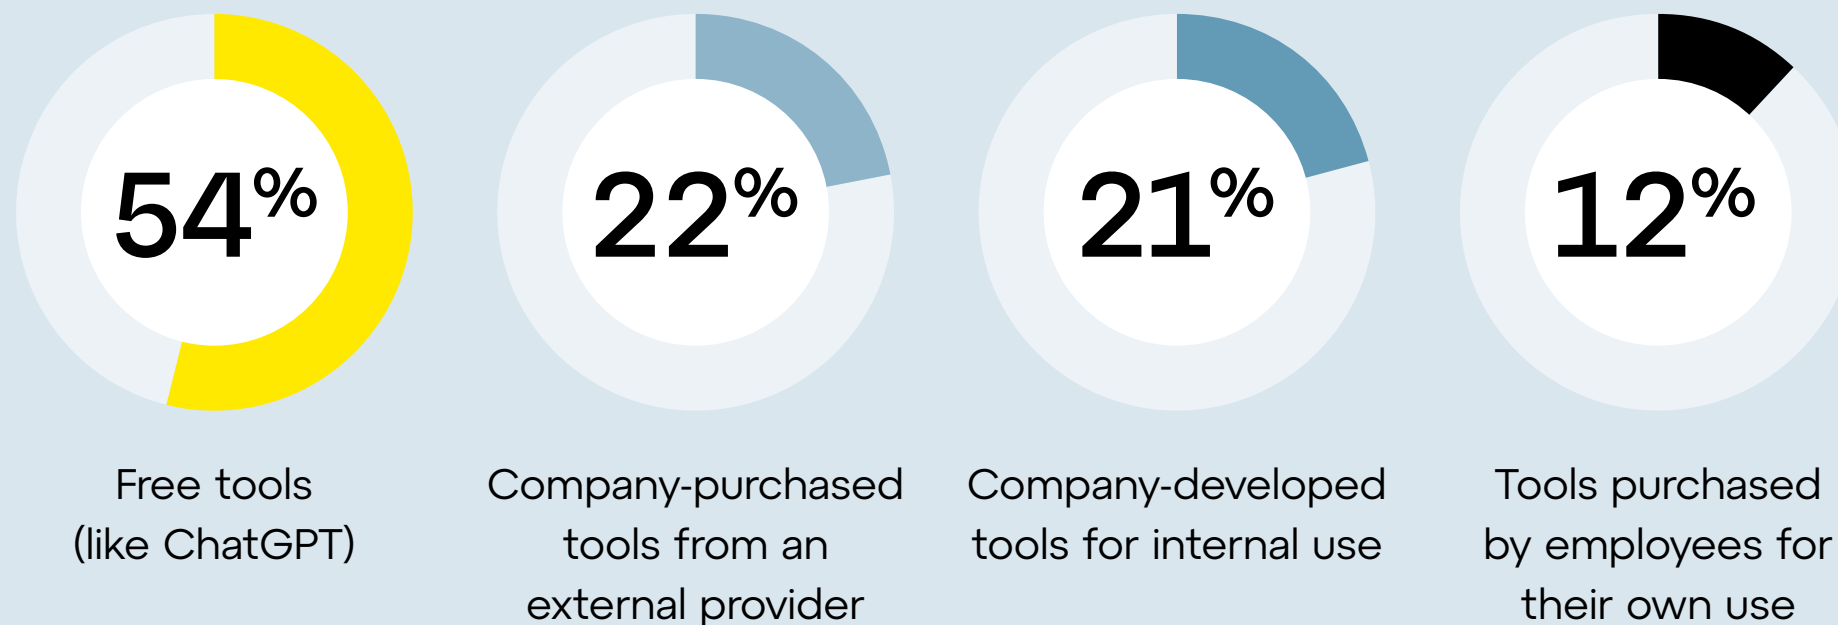 54%
22%
21%
12%
Free tools
(like ChatGPT)
Company-purchased
tools from an
external provider
Company-developed
tools for internal use
Tools purchased
by employees for
their own use